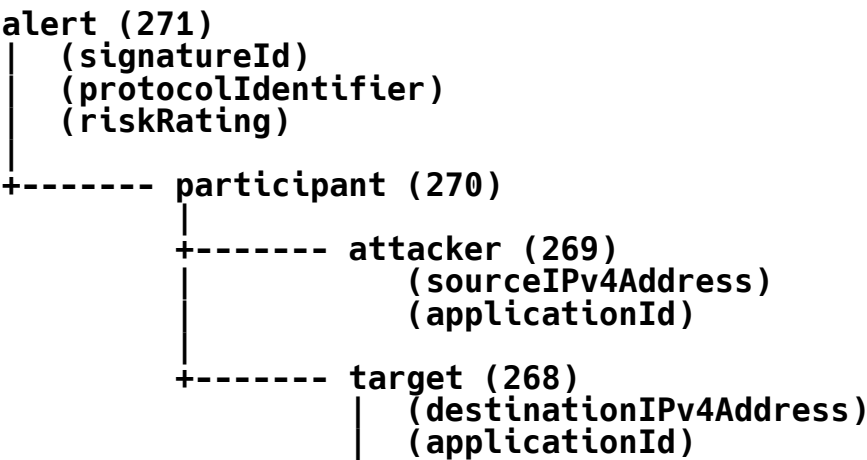 alert (271)
|  (signatureId)
|  (protocolIdentifier)
|  (riskRating)
|
+------- participant (270)
         |
         +------- attacker (269)
         |           (sourceIPv4Address)
         |           (applicationId)
         |
         +------- target (268)
                  |  (destinationIPv4Address)
                  |  (applicationId)